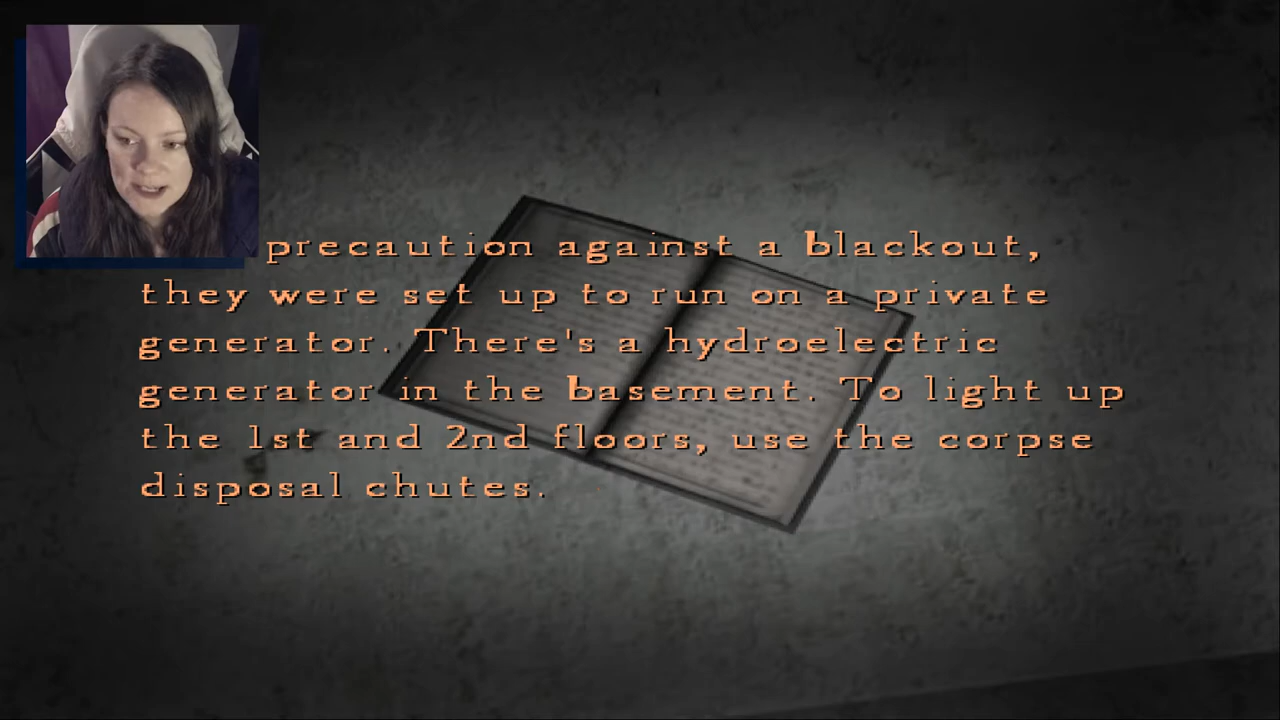 precaution against a blackout,
they were set up to run on a private
generator. There's a hydroelectric
generator in the basement. To light up
the 1st and 2nd floors, use the corpse
disposal chutes.